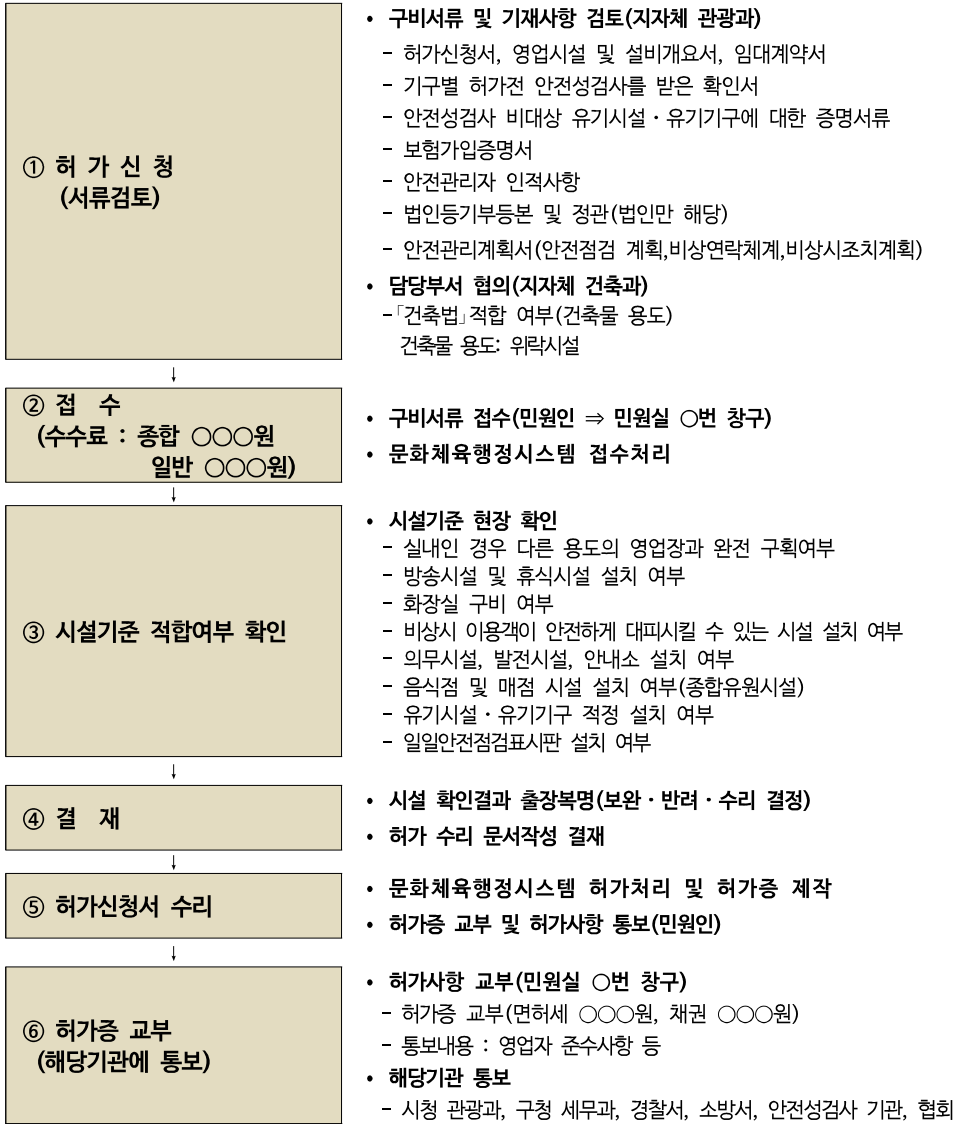 ① 허 가 신 청
(서류검토)
• 구비서류 및 기재사항 검토(지자체 관광과)
- 허가신청서, 영업시설 및 설비개요서, 임대계약서
- 기구별 허가전 안전성검사를 받은 확인서
- 안전성검사 비대상 유기시설·유기기구에 대한 증명서류
- 보험가입증명서
- 안전관리자 인적사항
- 법인등기부등본 및 정관(법인만 해당)
- 안전관리계획서(안전점검 계획,비상연락체계,비상시조치계획)
• 담당부서 협의(지자체 건축과)
-「건축법」적합 여부(건축물 용도)
건축물 용도: 위락시설
↓
② 접 수
(수수료 : 종합 ○○○원
일반 ○○○원)
• 구비서류 접수(민원인 ⇒ 민원실 ○번 창구)
• 문화체육행정시스템 접수처리
↓
③ 시설기준 적합여부 확인
• 시설기준 현장 확인
- 실내인 경우 다른 용도의 영업장과 완전 구획여부
- 방송시설 및 휴식시설 설치 여부
- 화장실 구비 여부
- 비상시 이용객이 안전하게 대피시킬 수 있는 시설 설치 여부
- 의무시설, 발전시설, 안내소 설치 여부
- 음식점 및 매점 시설 설치 여부(종합유원시설)
- 유기시설·유기기구 적정 설치 여부
- 일일안전점검표시판 설치 여부
↓
④ 결 재
• 시설 확인결과 출장복명(보완·반려·수리 결정)
• 허가 수리 문서작성 결재
↓
⑤ 허가신청서 수리
• 문화체육행정시스템 허가처리 및 허가증 제작
• 허가증 교부 및 허가사항 통보(민원인)
↓
⑥ 허가증 교부
(해당기관에 통보)
• 허가사항 교부(민원실 ○번 창구)
- 허가증 교부(면허세 ○○○원, 채권 ○○○원)
- 통보내용 : 영업자 준수사항 등
• 해당기관 통보
- 시청 관광과, 구청 세무과, 경찰서, 소방서, 안전성검사 기관, 협회